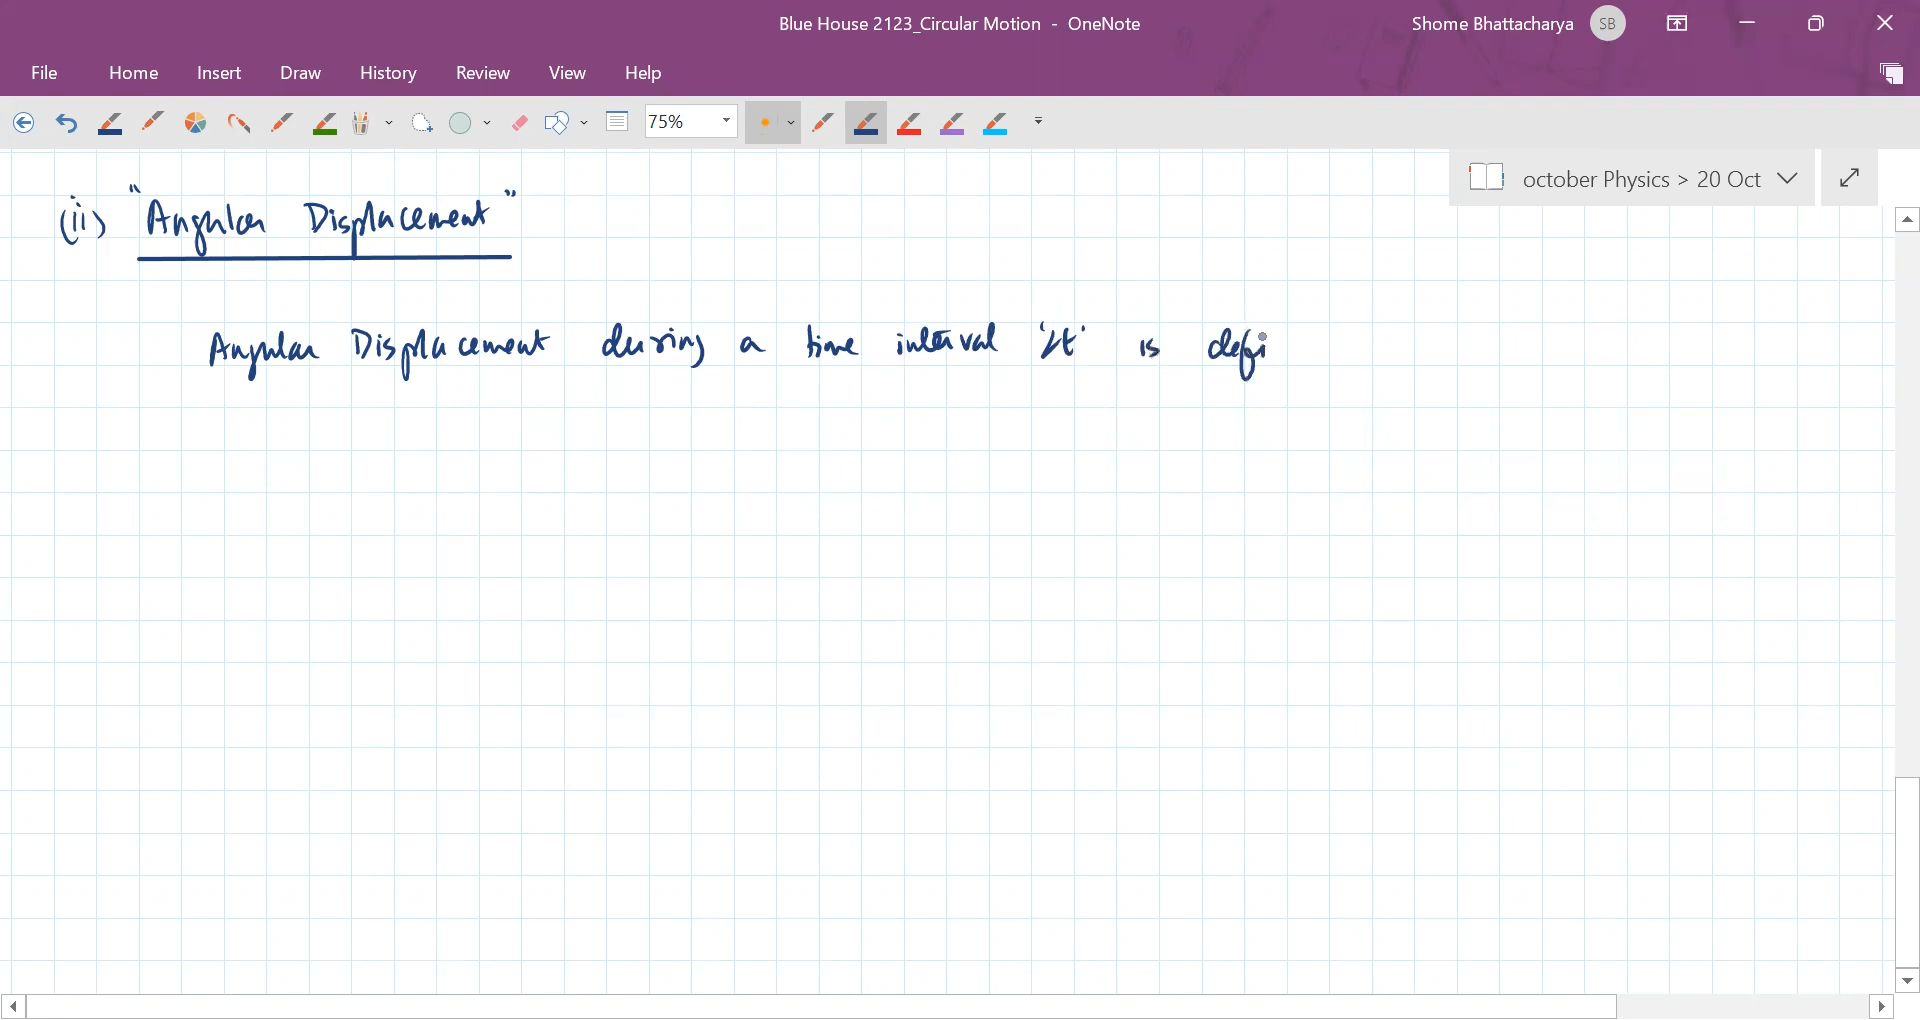 Blue House 2123_Circular Motion - OneNote
Shome Bhattacharya SB
File Home Insert Draw History Review View Help
75%
october Physics > 20 Oct
(ii) "Angular Displacement"
Angular Displacement during a time interval 'Δt' is defi